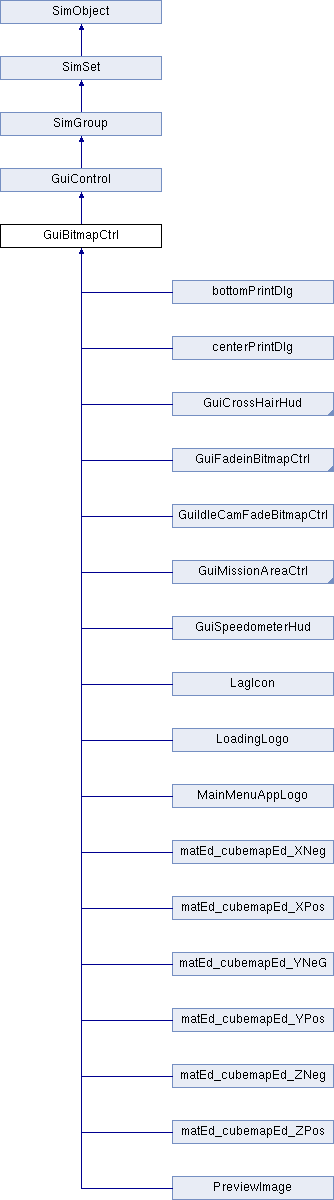 SimObject
SimSet
SimGroup
GuiControl
GuiBitmapCtrl
bottomPrintDlg
centerPrintDlg
GuiCrossHairHud
GuiFadeinBitmapCtrl
GuiIdleCamFadeBitmapCtrl
GuiMissionAreaCtrl
GuiSpeedometerHud
LagIcon
LoadingLogo
MainMenuAppLogo
matEd_cubemapEd_XNeg
matEd_cubemapEd_XPos
matEd_cubemapEd_YNeG
matEd_cubemapEd_YPos
matEd_cubemapEd_ZNeg
matEd_cubemapEd_ZPos
PreviewImage